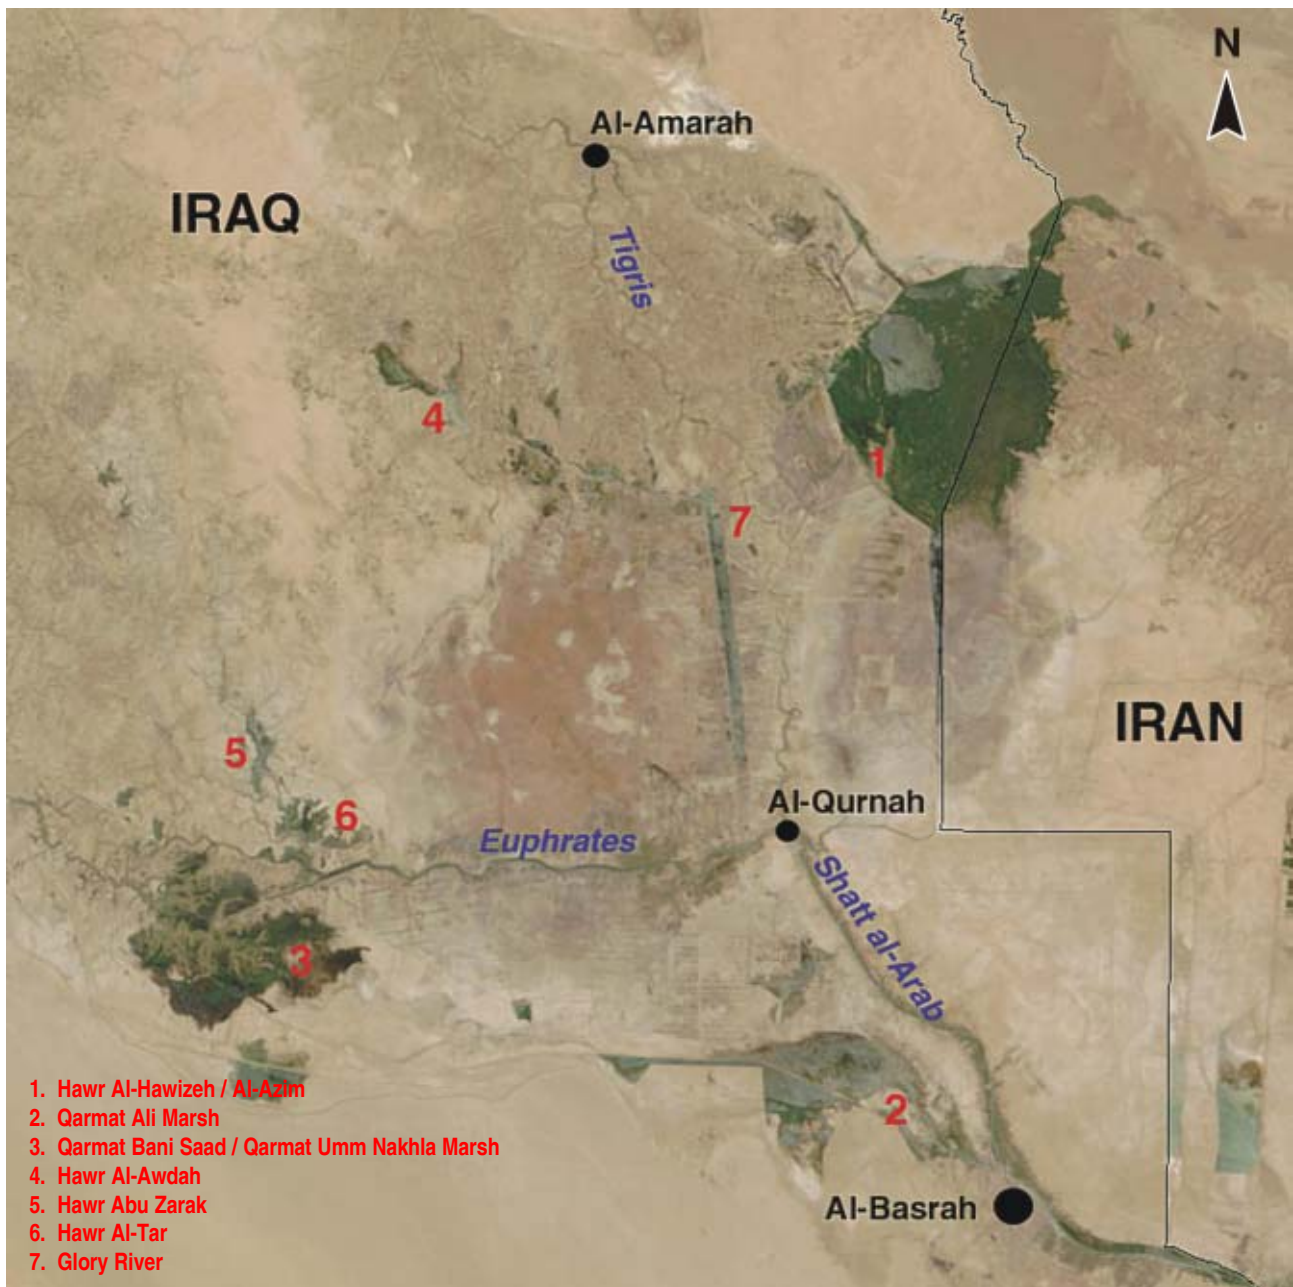 N
Al-Amarah
IRAQ
Tigris
4
1
7
IRAN
5
6
Al-Qurnah
Euphrates
Shatt al-Arab
3
2
Al-Basrah
1. Hawr Al-Hawizeh / Al-Azim
2. Qarmat Ali Marsh
3. Qarmat Bani Saad / Qarmat Umm Nakhla Marsh
4. Hawr Al-Awdah
5. Hawr Abu Zarak
6. Hawr Al-Tar
7. Glory River